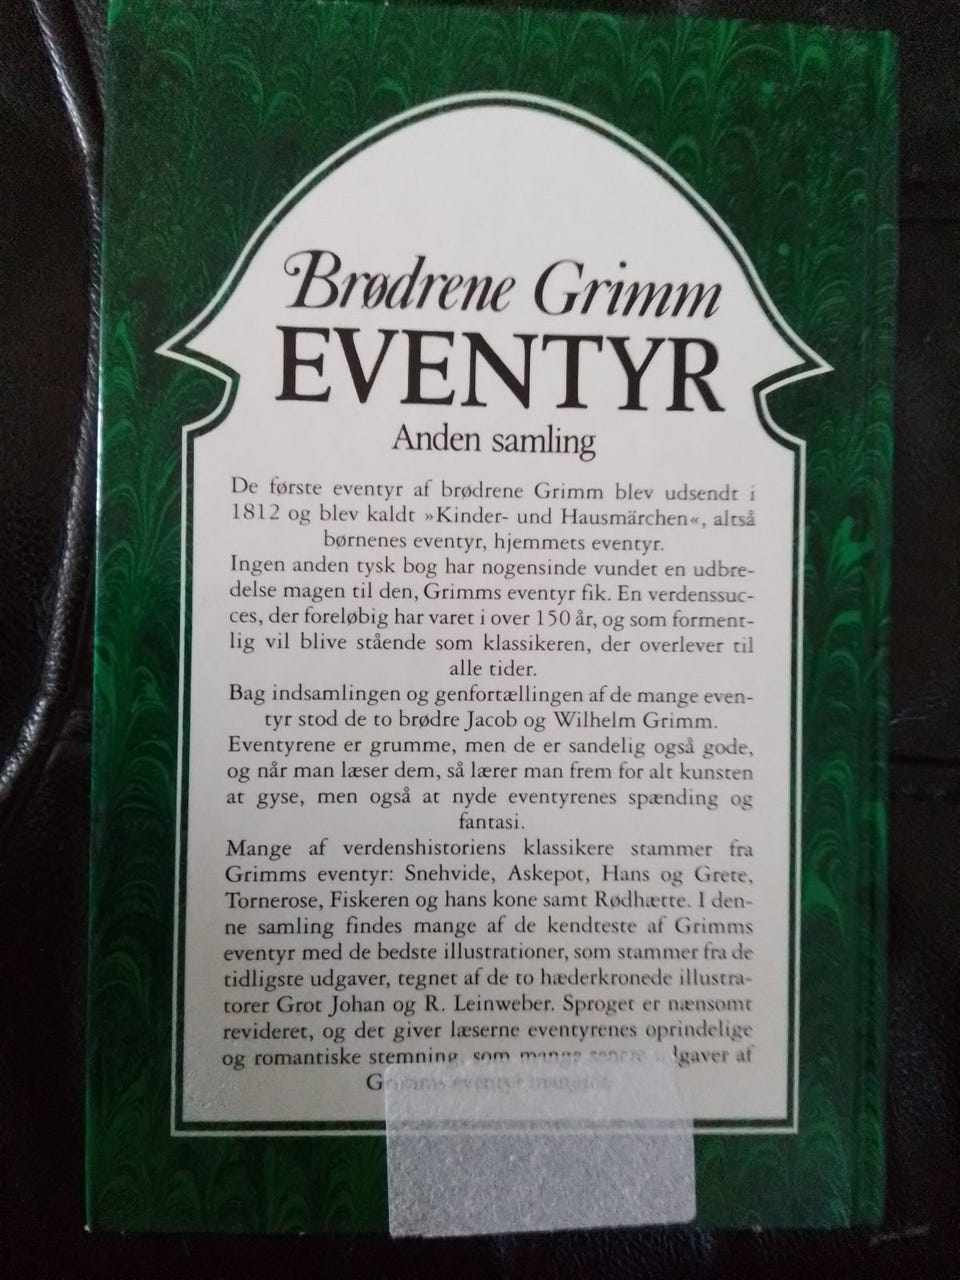 Brødrene Grimm
EVENTYR
Anden samling
De første eventyr af brødrene Grimm blev udsendt i
1812 og blev kaldt »Kinder- und Hausmärchen«, altså
børnenes eventyr, hjemmets eventyr.
Ingen anden tysk bog har nogensinde vundet en udbre-
delse magen til den, Grimms eventyr fik. En verdenssuc-
ces, der foreløbig har varet i over 150 år, og som forment-
lig vil blive stående som klassikeren, der overlever til
alle tider.
Bag indsamlingen og genfortællingen af de mange even-
tyr stod de to brødre Jacob og Wilhelm Grimm.
Eventyrene er grumme, men de er sandelig også gode,
og når man læser dem, så lærer man frem for alt kunsten
at gyse, men også at nyde eventyrenes spænding og
fantasi.
Mange af verdenshistoriens klassikere stammer fra
Grimms eventyr: Snehvide, Askepot, Hans og Grete,
Tornerose, Fiskeren og hans kone samt Rødhætte. I den-
ne samling findes mange af de kendteste af Grimms
eventyr med de bedste illustrationer, som stammer fra de
tidligste udgaver, tegnet af de to hæderkronede illustra-
torer Grot Johan og R. Leinweber. Sproget er nænsomt
revideret, og det giver læserne eventyrenes oprindelige
og romantiske stemning, som mange senere udgaver af
Grimms eventyr mangler.